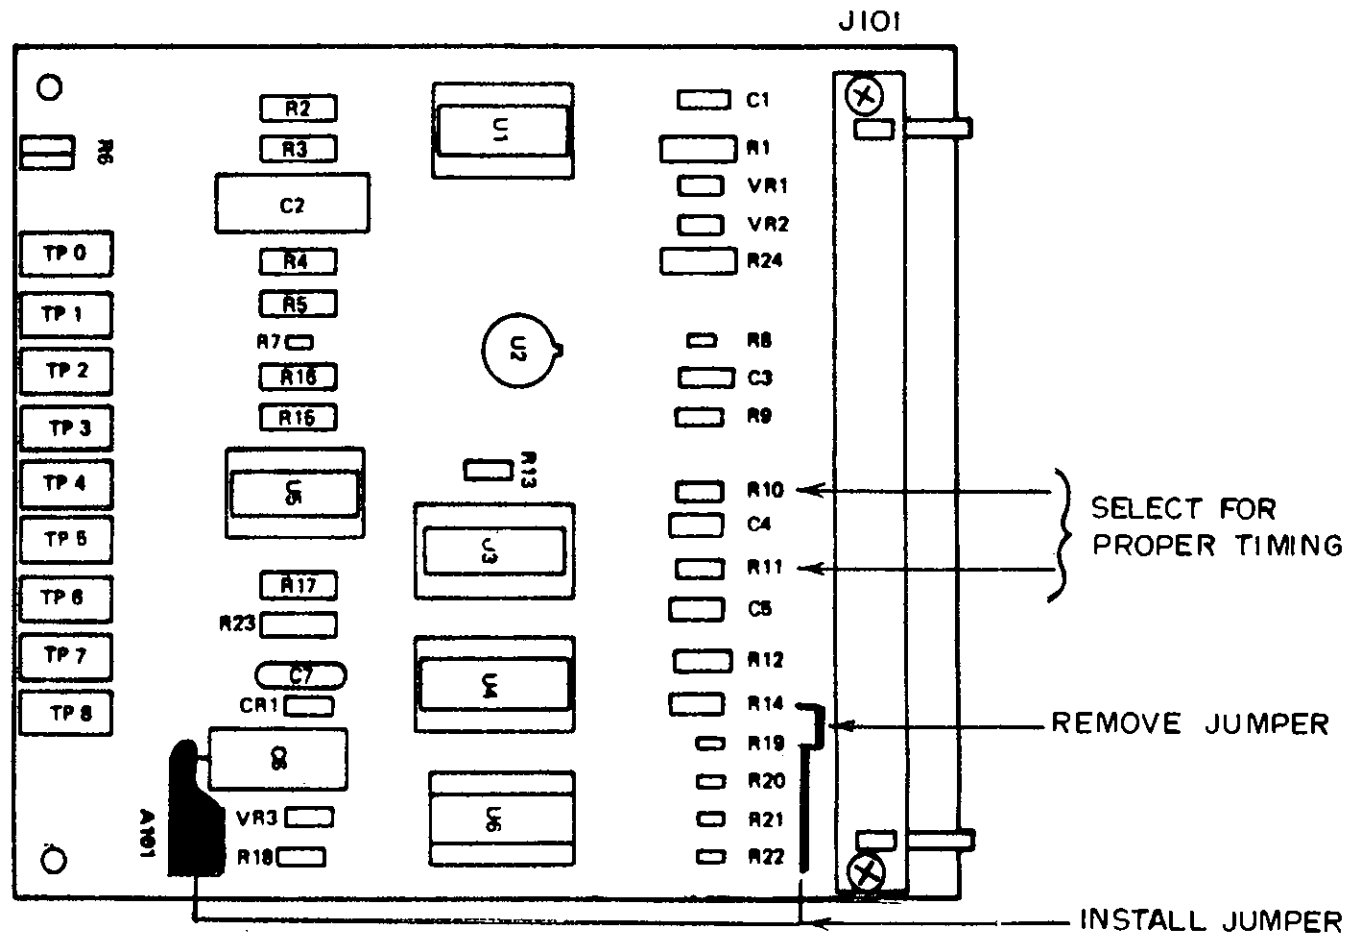 J101
R2
U1
C1
R6
R3
R1
VR1
C2
VR2
TP 0
R4
R24
TP 1
R5
R7
U2
R8
TP 2
R16
C3
TP 3
R15
R9
TP 4
U5
R13
R10
SELECT FOR
PROPER TIMING
C4
TP 5
U3
R11
TP 6
R17
C5
R23
TP 7
C7
U4
R12
TP 8
CR1
R14
REMOVE JUMPER
C6
R19
R20
A101
VR3
U6
R21
R18
R22
INSTALL JUMPER